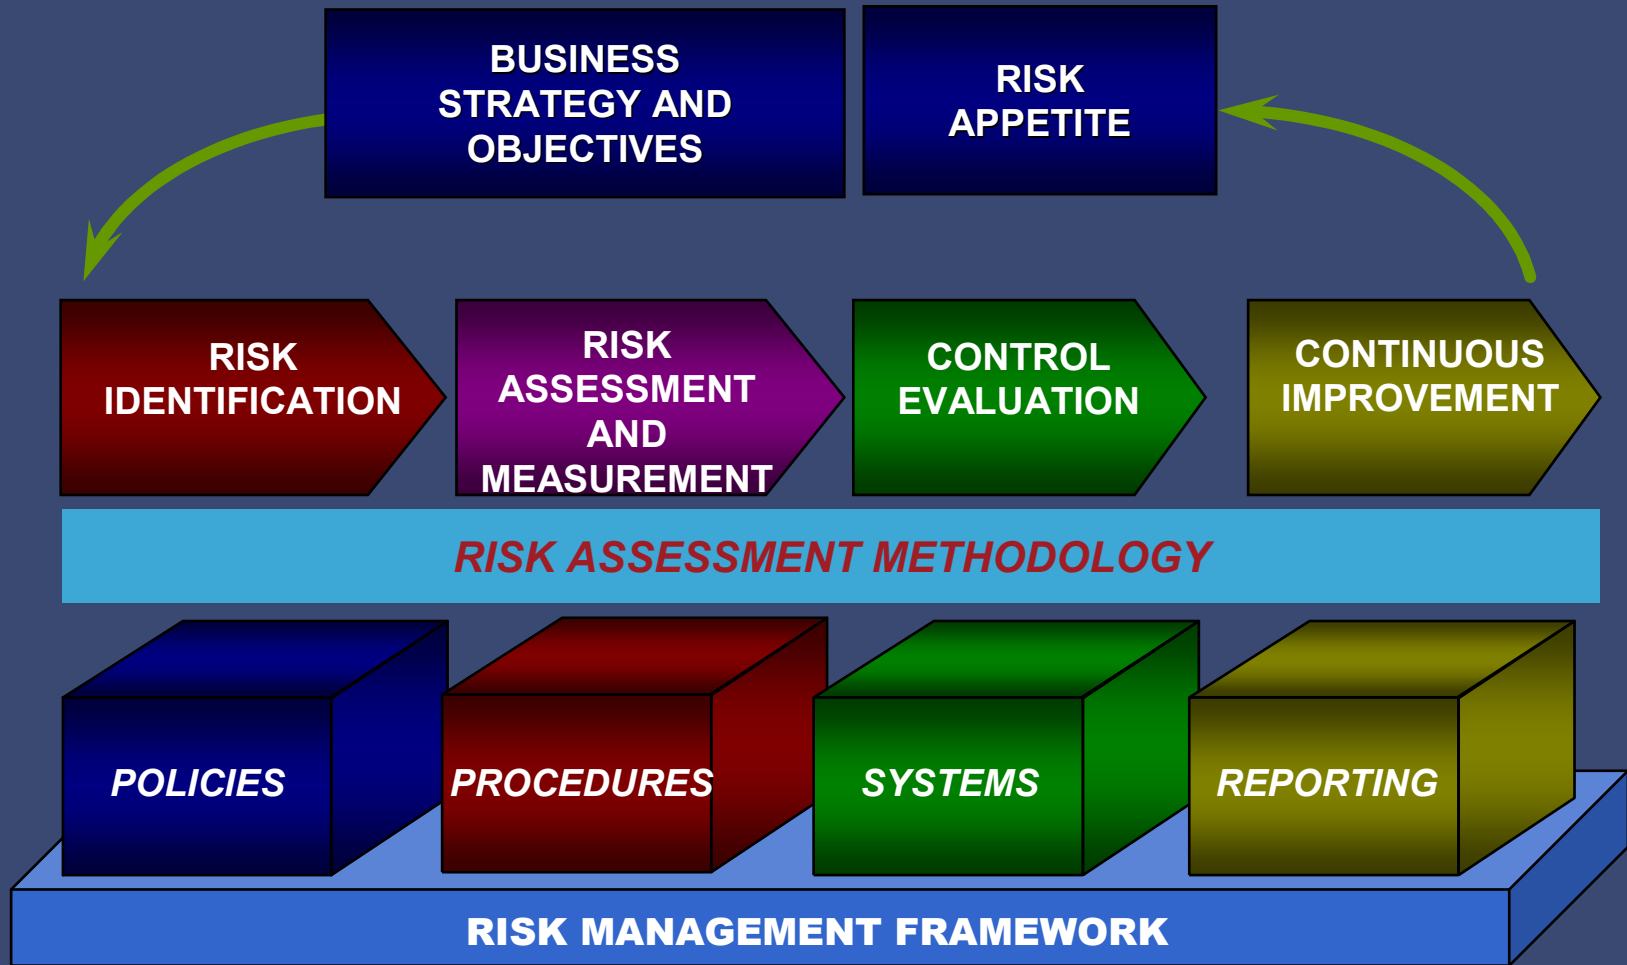 BUSINESS
STRATEGY AND
OBJECTIVES
RISK
APPETITE
RISK
IDENTIFICATION
RISK
ASSESSMENT
AND
MEASUREMENT
CONTROL
EVALUATION
CONTINUOUS
IMPROVEMENT
RISK ASSESSMENT METHODOLOGY
POLICIES
PROCEDURES
SYSTEMS
REPORTING
RISK MANAGEMENT FRAMEWORK